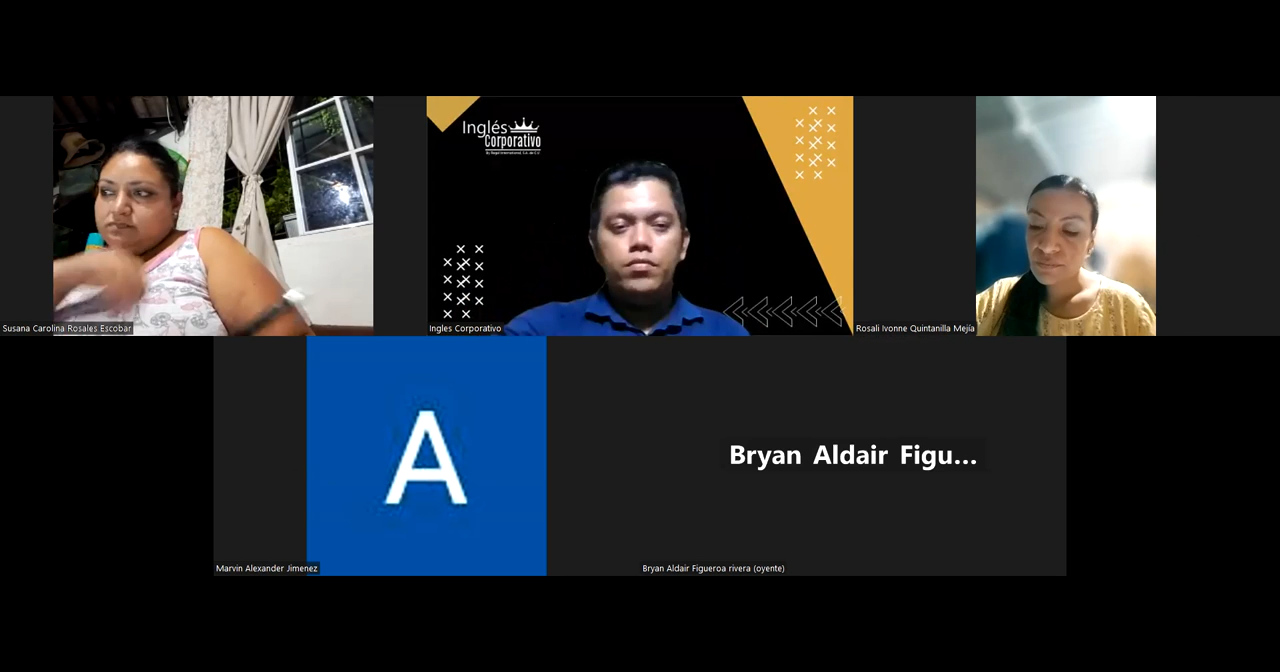 Inglés
Corporativo
Susana Carolina Rosales Escobar
Ingles Corporativo
Rosali Ivonne Quintanilla Mejía
A
Bryan Aldair Figu...
Marvin Alexander Jimenez
Bryan Aldair Figueroa rivera (oyente)